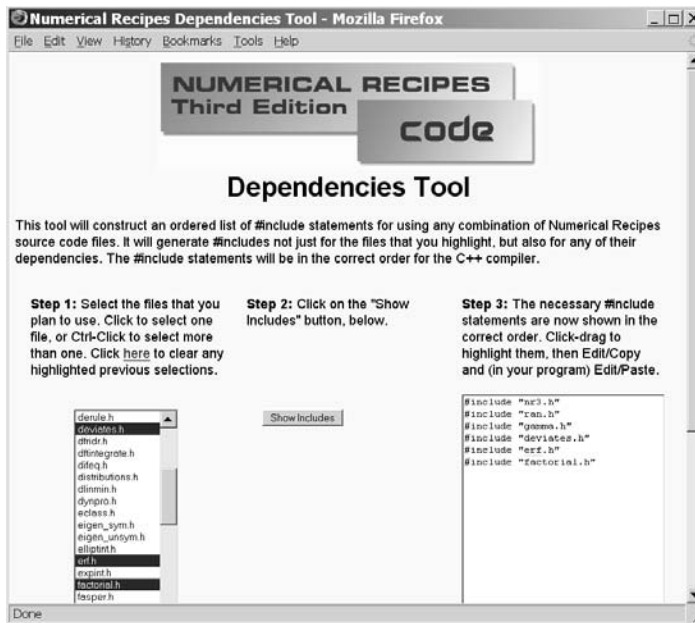 Numerical Recipes Dependencies Tool - Mozilla Firefox
File Edit View History Bookmarks Tools Help
NUMERICAL RECIPES
Third Edition
code
Dependencies Tool
This tool will construct an ordered list of #include statements for using any combination of Numerical Recipes
source code files. It will generate #includes not just for the files that you highlight, but also for any of their
dependencies. The #include statements will be in the correct order for the C++ compiler.
Step 1: Select the files that you
plan to use. Click to select one
file, or Ctrl-Click to select more
than one. Click here to clear any
highlighted previous selections.
Step 2: Click on the "Show
Includes" button, below.
Step 3: The necessary #include
statements are now shown in the
correct order. Click-drag to
highlight them, then Edit/Copy
and (in your program) Edit/Paste.
derule.h
deviates.h
dfridr.h
dftintegrate.h
difeq.h
distributions.h
dlinmin.h
dynpro.h
eclass.h
eigen_sym.h
eigen_unsym.h
elliptint.h
erf.h
expint.h
factorial.h
fasper.h
Show Includes
#include "nr3.h"
#include "ran.h"
#include "gamma.h"
#include "deviates.h"
#include "erf.h"
#include "factorial.h"
Done